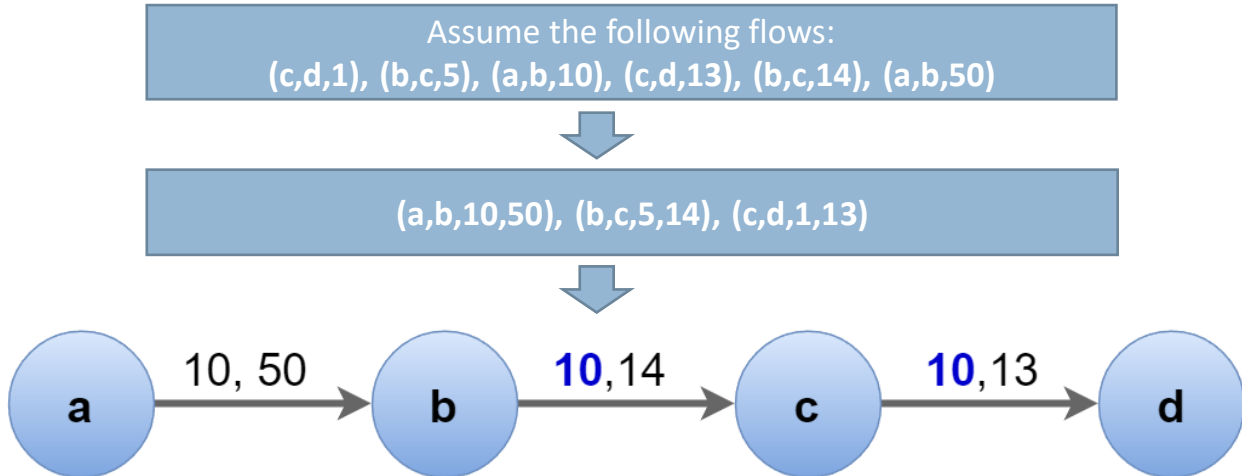 Assume the following flows:
(c,d,1), (b,c,5), (a,b,10), (c,d,13), (b,c,14), (a,b,50)
(a,b,10,50), (b,c,5,14), (c,d,1,13)
10, 50
10,14
10,13
a
b
c
d